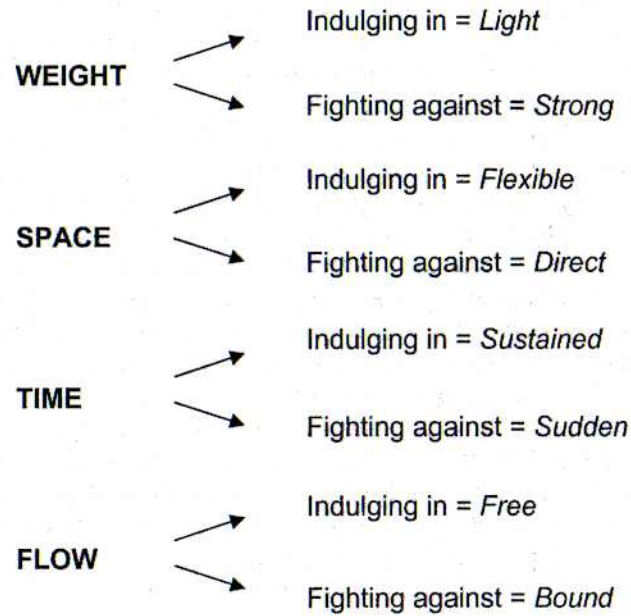 Indulging in = Light
WEIGHT
Fighting against = Strong
Indulging in = Flexible
SPACE
Fighting against = Direct
Indulging in = Sustained
TIME
Fighting against = Sudden
Indulging in = Free
FLOW
Fighting against = Bound